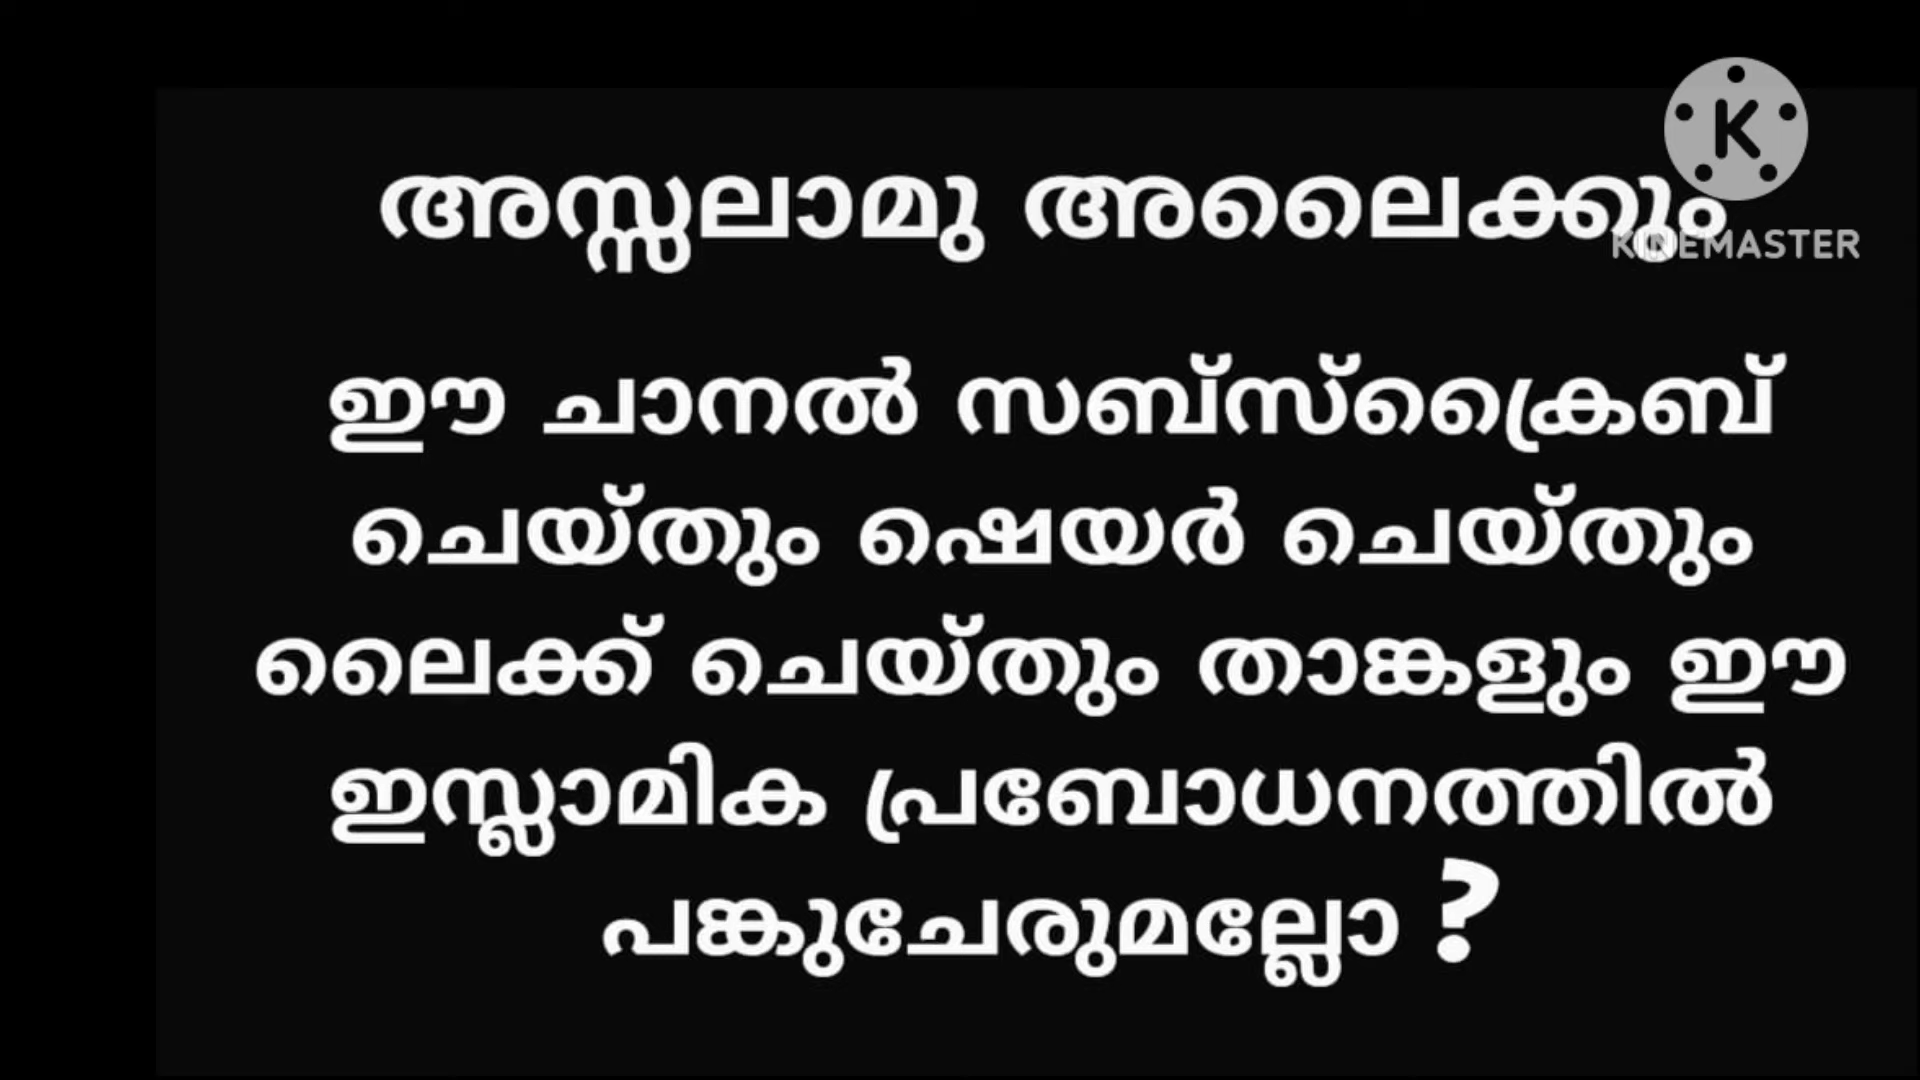 അസ്സലാമു അലൈക്കും
KINEMASTER
ഈ ചാനൽ സബ്സ്ക്രൈബ്
ചെയ്തും ഷെയർ ചെയ്തും
ലൈക്ക് ചെയ്തും താങ്കളും ഈ
ഇസ്ലാമിക പ്രബോധനത്തിൽ
പങ്കുചേരുമല്ലോ ?